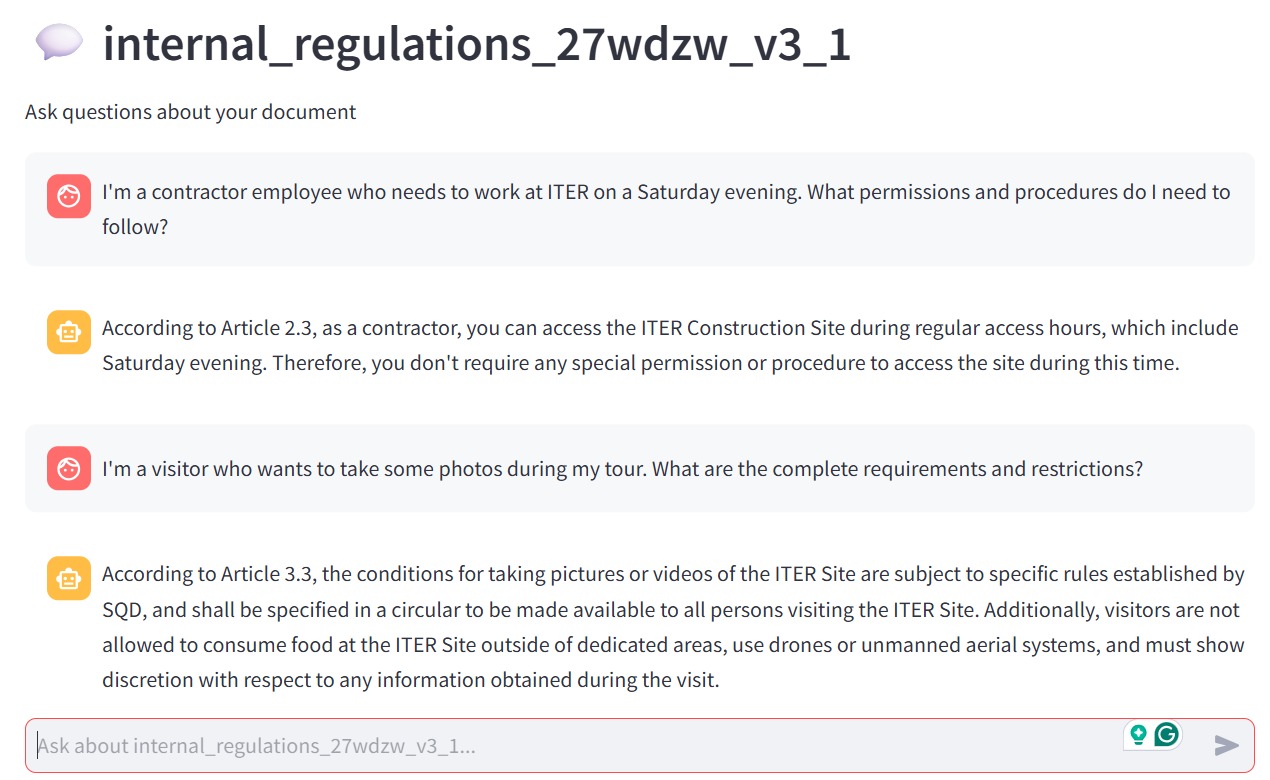 internal_regulations_27wdzw_v3_1
Ask questions about your document
I'm a contractor employee who needs to work at ITER on a Saturday evening. What permissions and procedures do I need to
follow?
According to Article 2.3, as a contractor, you can access the ITER Construction Site during regular access hours, which include
Saturday evening. Therefore, you don't require any special permission or procedure to access the site during this time.
I'm a visitor who wants to take some photos during my tour. What are the complete requirements and restrictions?
According to Article 3.3, the conditions for taking pictures or videos of the ITER Site are subject to specific rules established by
SQD, and shall be specified in a circular to be made available to all persons visiting the ITER Site. Additionally, visitors are not
allowed to consume food at the ITER Site outside of dedicated areas, use drones or unmanned aerial systems, and must show
discretion with respect to any information obtained during the visit.
Ask about internal_regulations_27wdzw_v3_1...